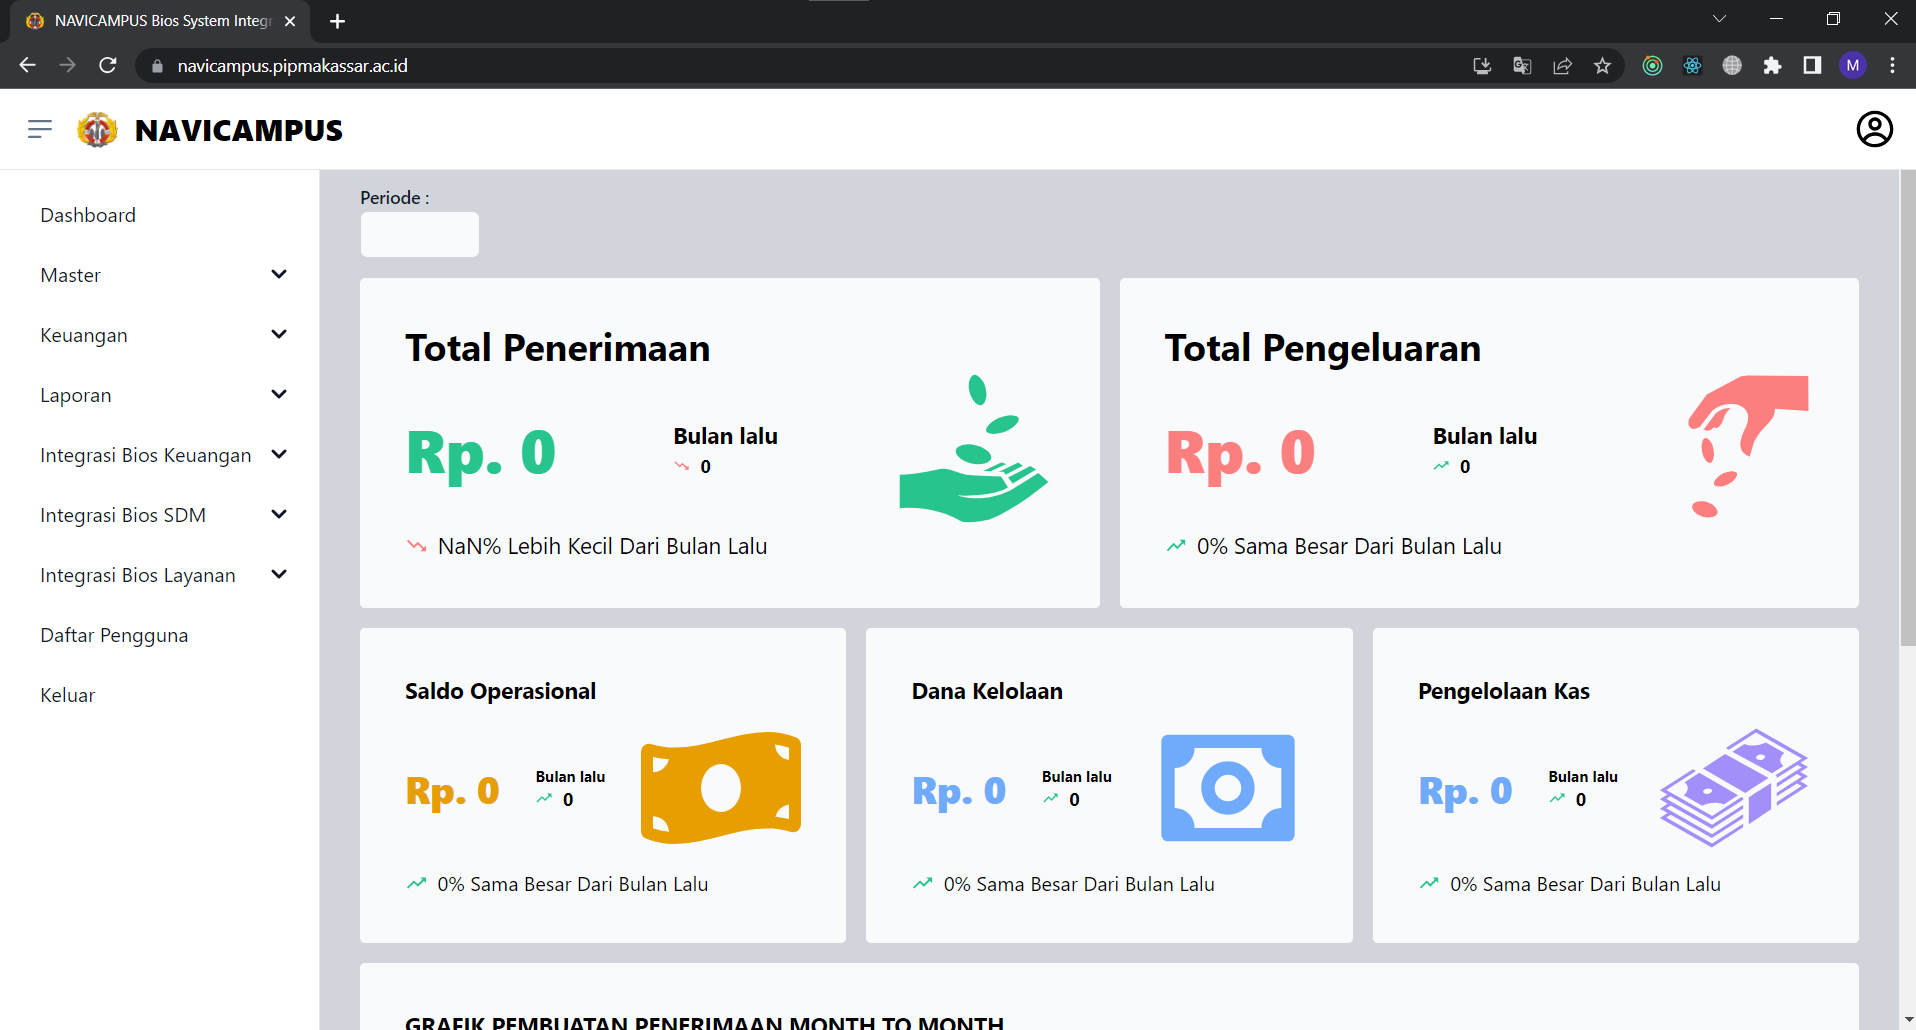 NAVICAMPUS Bios System Integr
navicampus.pipmakassar.ac.id
M
NAVICAMPUS
Dashboard
Master
Keuangan
Laporan
Integrasi Bios Keuangan
Integrasi Bios SDM
Integrasi Bios Layanan
Daftar Pengguna
Keluar
Periode :
Total Penerimaan
Rp. 0
Bulan lalu
0
NaN% Lebih Kecil Dari Bulan Lalu
Total Pengeluaran
Rp. 0
Bulan lalu
0
0% Sama Besar Dari Bulan Lalu
Saldo Operasional
Rp. 0
Bulan lalu
0
0% Sama Besar Dari Bulan Lalu
Dana Kelolaan
Rp. 0
Bulan lalu
0
0% Sama Besar Dari Bulan Lalu
Pengelolaan Kas
Rp. 0
Bulan lalu
0
0% Sama Besar Dari Bulan Lalu
GRAFIK PEMBUATAN PENERIMAAN MONTH TO MONTH